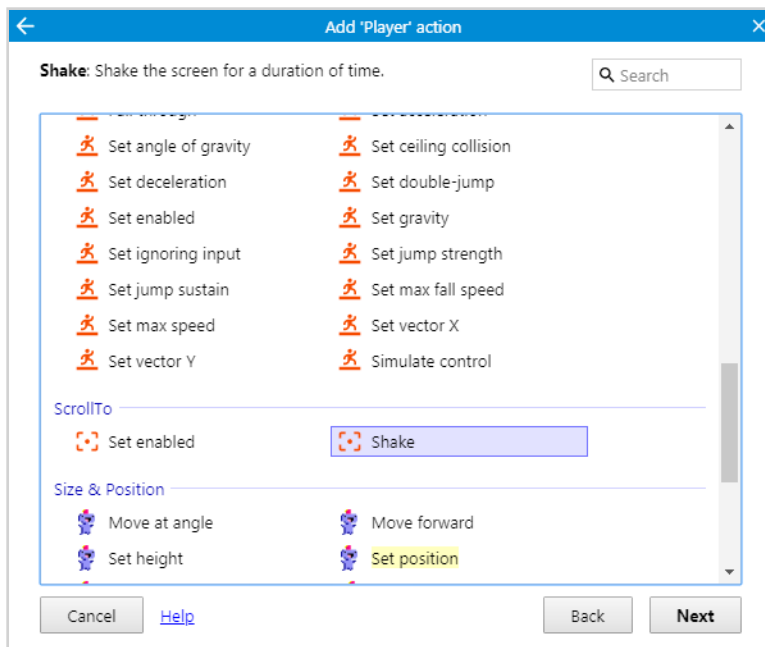 Add 'Player' action
Shake: Shake the screen for a duration of time.
Search
Set angle of gravity
Set ceiling collision
Set deceleration
Set double-jump
Set enabled
Set gravity
Set ignoring input
Set jump strength
Set jump sustain
Set max fall speed
Set max speed
Set vector X
Set vector Y
Simulate control
ScrollTo
Set enabled
Shake
Size & Position
Move at angle
Move forward
Set height
Set position
Cancel
Help
Back
Next